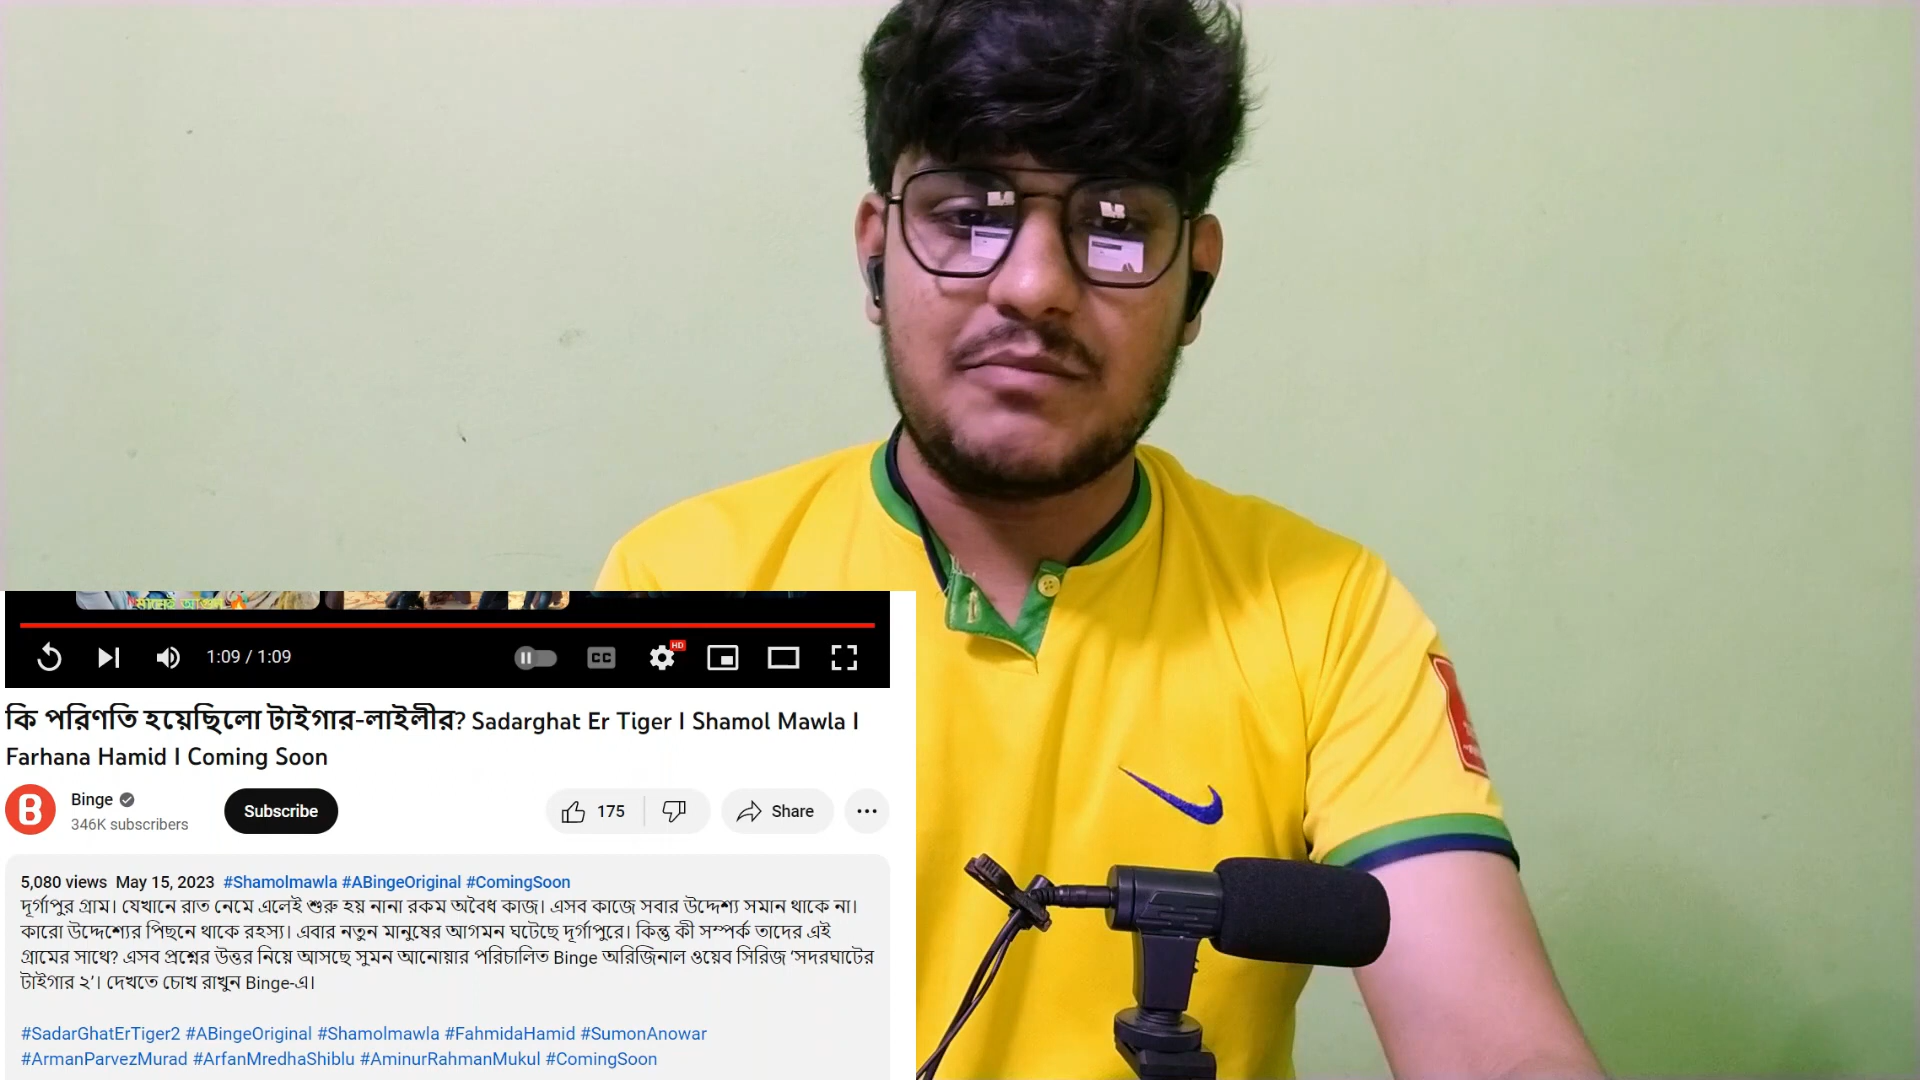 1:09 / 1:09
CC
HD
কি পরিণতি হয়েছিলো টাইগার-লাইলীর? Sadarghat Er Tiger I Shamol Mawla I
Farhana Hamid I Coming Soon
B
Binge
346K subscribers
Subscribe
175
Share
5,080 views May 15, 2023 #Shamolmawla #ABingeOriginal #ComingSoon
দূর্গাপুর গ্রাম। যেখানে রাত নেমে এলেই শুরু হয় নানা রকম অবৈধ কাজ। এসব কাজে সবার উদ্দেশ্য সমান থাকে না।
কারো উদ্দেশ্যের পিছনে থাকে রহস্য। এবার নতুন মানুষের আগমন ঘটেছে দূর্গাপুরে। কিন্তু কী সম্পর্ক তাদের এই
গ্রামের সাথে? এসব প্রশ্নের উত্তর নিয়ে আসছে সুমন আনোয়ার পরিচালিত Binge অরিজিনাল ওয়েব সিরিজ ‘সদরঘাটের
টাইগার ২’। দেখতে চোখ রাখুন Binge-এ।
#SadarGhatErTiger2 #ABingeOriginal #Shamolmawla #FahmidaHamid #SumonAnowar
#ArmanParvezMurad #ArfanMredhaShiblu #AminurRahmanMukul #ComingSoon